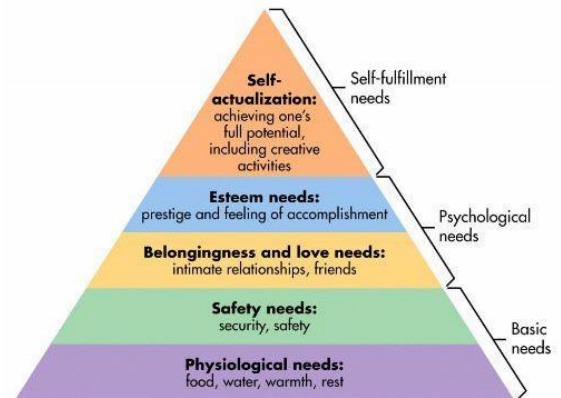 Self-
actualization:
achieving one's
full potential,
including creative
activities
Self-fulfillment
needs
Esteem needs:
prestige and feeling of accomplishment
Psychological
needs
Belongingness and love needs:
intimate relationships, friends
Safety needs:
security, safety
Basic
needs
Physiological needs:
food, water, warmth, rest